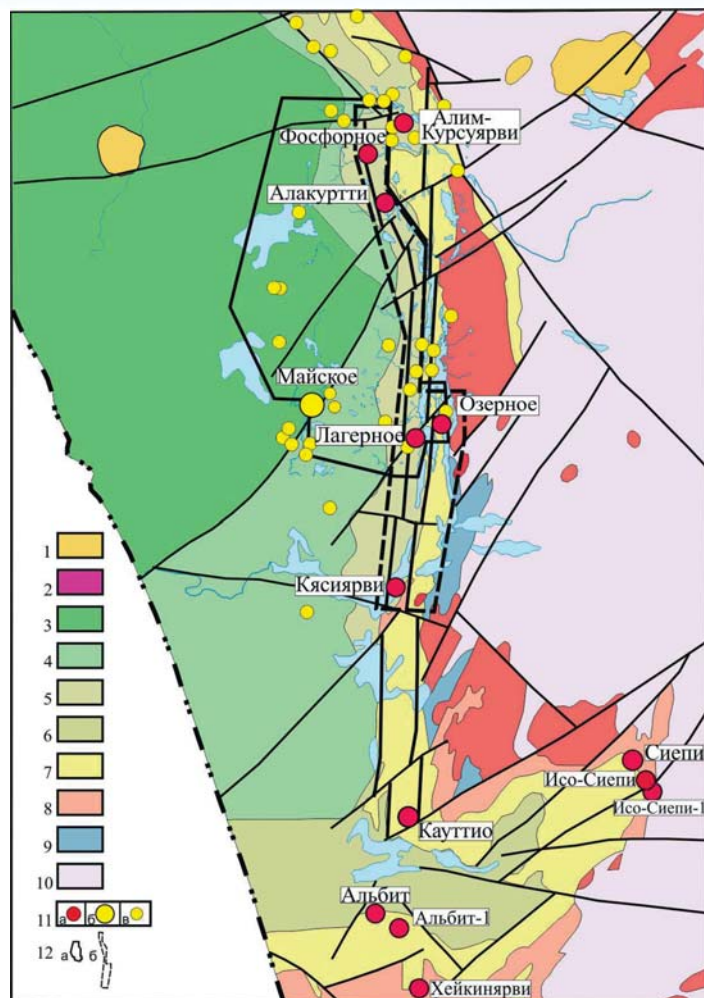 Алим-
Курсуярви
Фосфорное
Алакуртти
Майское
Озерное
Лагерное
Кясиярви
1
2
3
4
5
6
7
8
9
10
11 а б в
12 а б
Сиепи
Исо-Сиепи
Исо-Сиепи-1
Кауттио
Альбит
Альбит-1
Хейкинярви